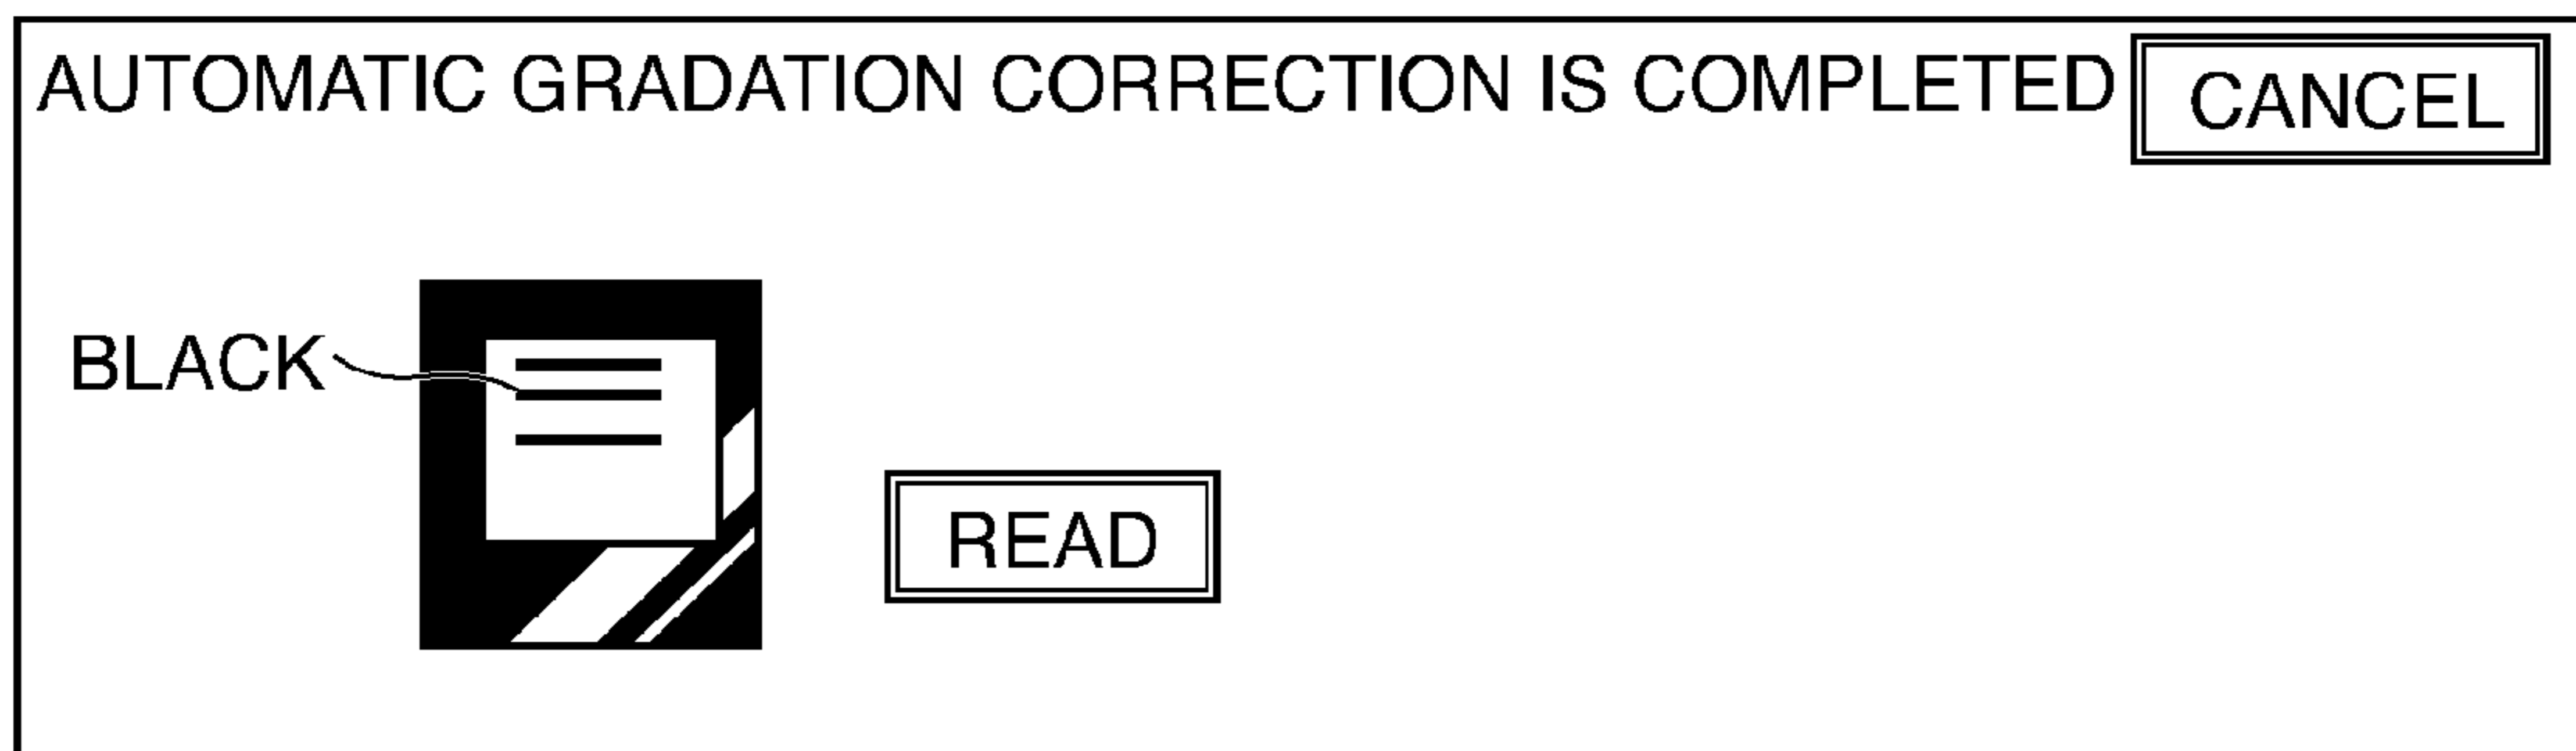 AUTOMATIC GRADATION CORRECTION IS COMPLETED
CANCEL
BLACK
READ